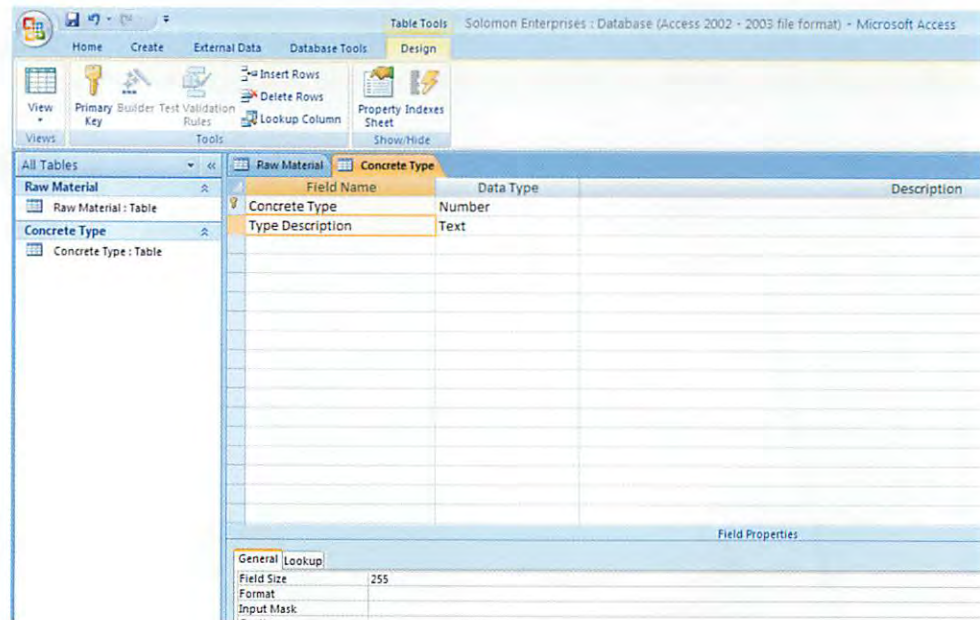 Table Tools Solomon Enterprises : Database (Access 2002 - 2003 file format) - Microsoft Access
Home Create External Data Database Tools Design
View
Primary Key
Builder
Test Validation Rules
Insert Rows
Delete Rows
Lookup Column
Property Sheet
Indexes
Views Tools Show/Hide
All Tables
Raw Material
Raw Material : Table
Concrete Type
Concrete Type : Table
Raw Material Concrete Type
Field Name Data Type Description
Concrete Type Number
Type Description Text
Field Properties
General Lookup
Field Size 255
Format
Input Mask